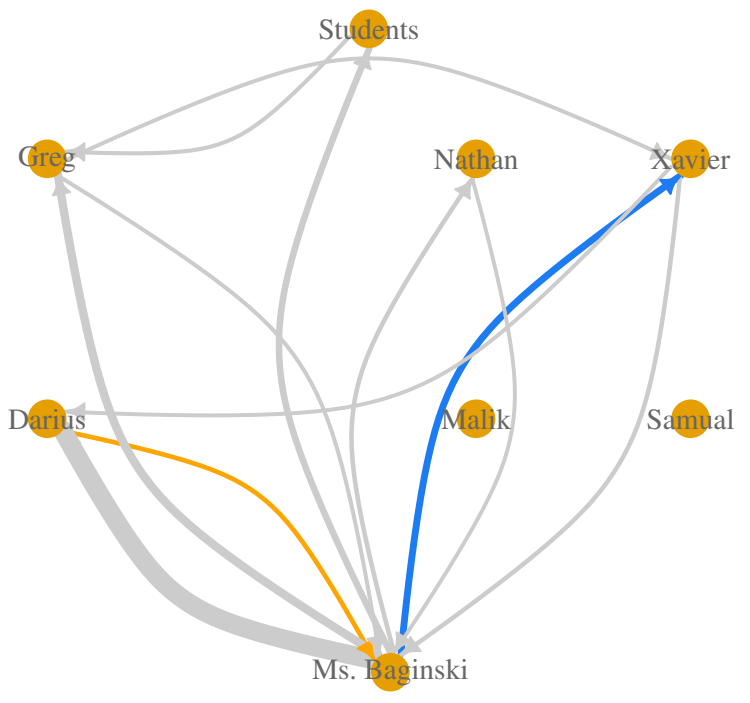 Students
Greg
Nathan
Xavier
Darius
Malik
Samual
Ms. Baginski